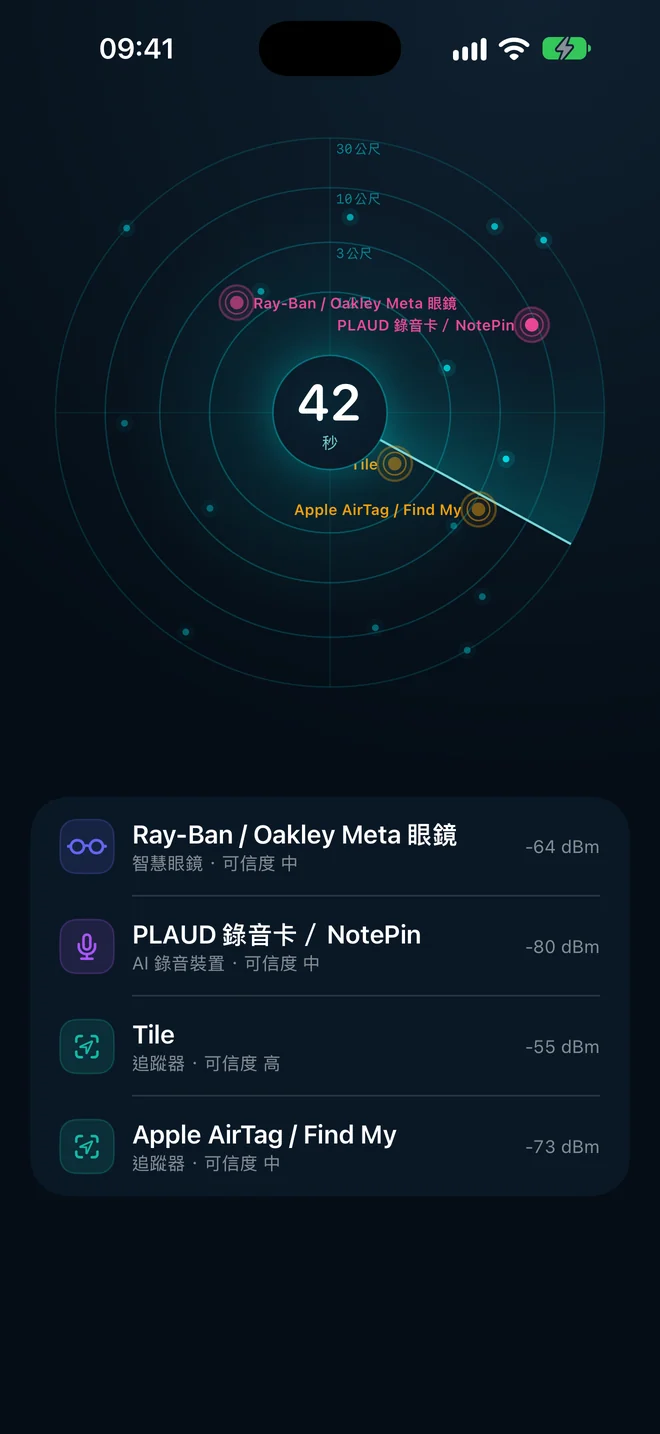 09:41
30公尺
10公尺
3公尺
Ray-Ban / Oakley Meta 眼鏡
PLAUD 錄音卡 / NotePin
42
秒
Tile
Apple AirTag / Find My
Ray-Ban / Oakley Meta 眼鏡
智慧眼鏡 · 可信度 中
-64 dBm
PLAUD 錄音卡 / NotePin
AI 錄音裝置 · 可信度 中
-80 dBm
Tile
追蹤器 · 可信度 高
-55 dBm
Apple AirTag / Find My
追蹤器 · 可信度 中
-73 dBm